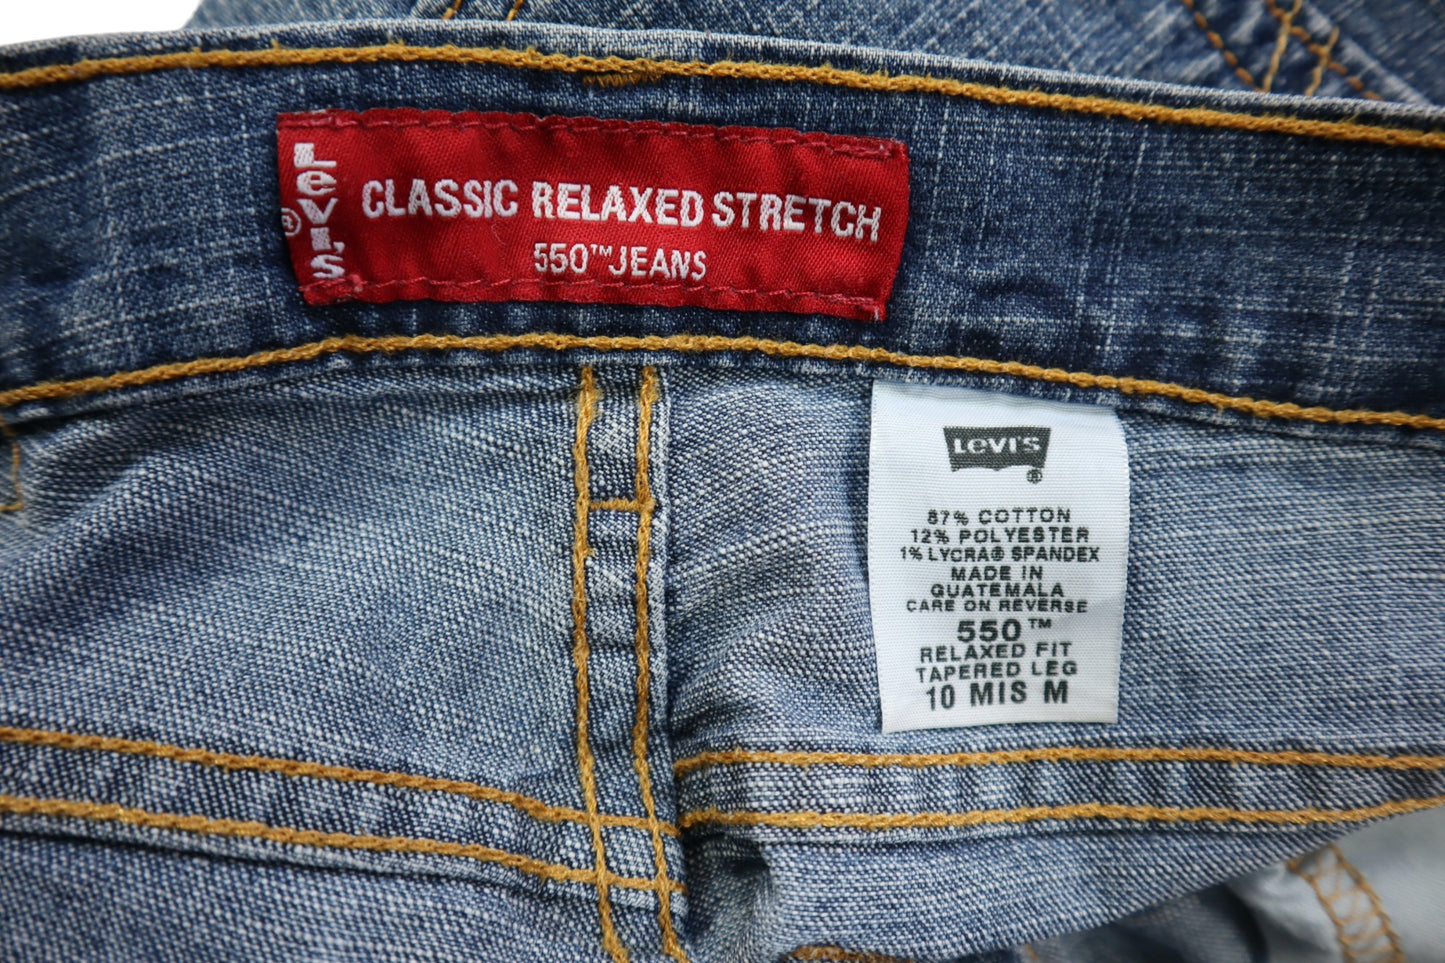 LEVI'S
®
CLASSIC RELAXED STRETCH
550™ JEANS
LEVI'S
®
87% COTTON
12% POLYESTER
1% LYCRA® SPANDEX
MADE IN
GUATEMALA
CARE ON REVERSE
550™
RELAXED FIT
TAPERED LEG
10 MIS M